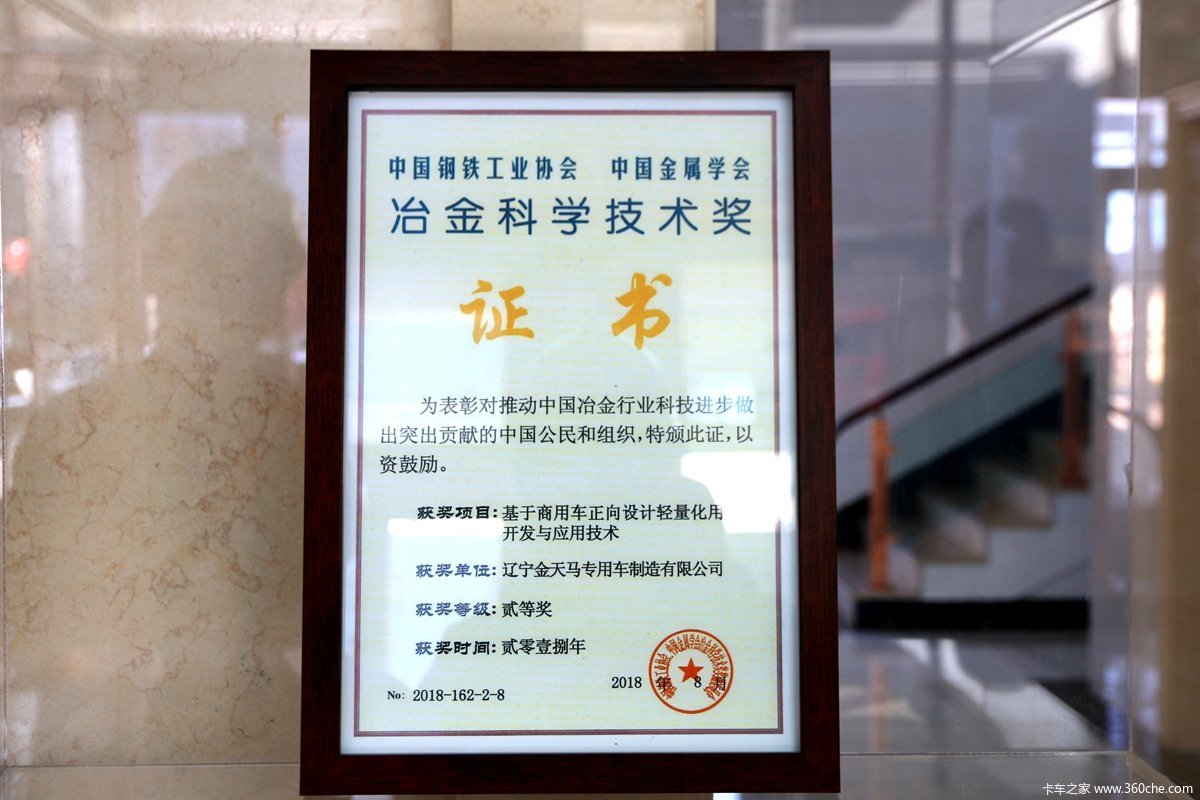 中国钢铁工业协会 中国金属学会
冶金科学技术奖
证 书
为表彰对推动中国冶金行业科技进步做
出突出贡献的中国公民和组织,特颁此证,以
资鼓励。
获奖项目:基于商用车正向设计轻量化用
开发与应用技术
获奖单位:辽宁金天马专用车制造有限公司
获奖等级:贰等奖
获奖时间:贰零壹捌年
2018 年 8 月
No: 2018-162-2-8
卡车之家 www.360che.com